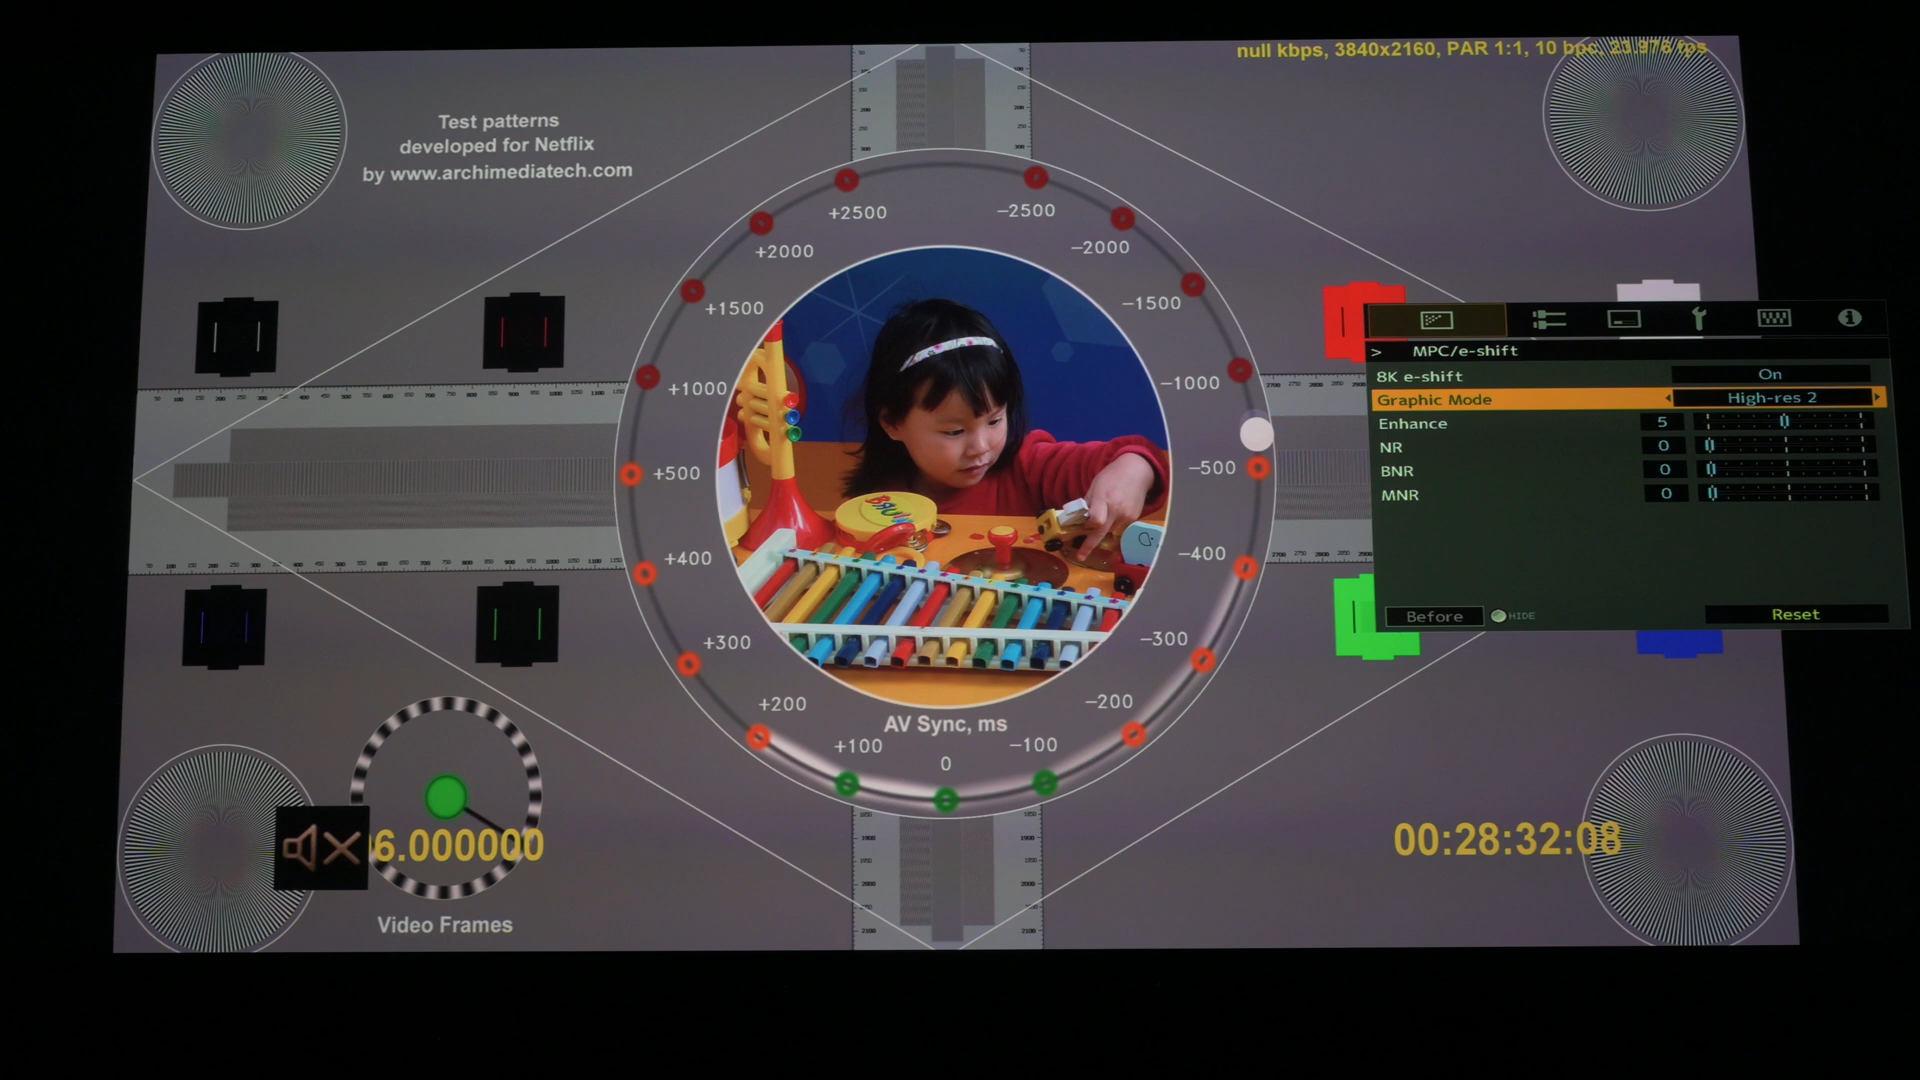 null kbps, 3840x2160, PAR 1:1, 10 bpc, 23.976 fps
Test patterns
developed for Netflix
by www.archimediatech.com
+2500
−2500
+2000
−2000
+1500
−1500
+1000
−1000
+500
−500
+400
−400
+300
−300
+200
−200
+100
−100
0
AV Sync, ms
MPC/e-shift
8K e-shift On
Graphic Mode High-res 2
Enhance 5
NR 0
BNR 0
MNR 0
Before HIDE Reset
6.000000
Video Frames
00:28:32:08